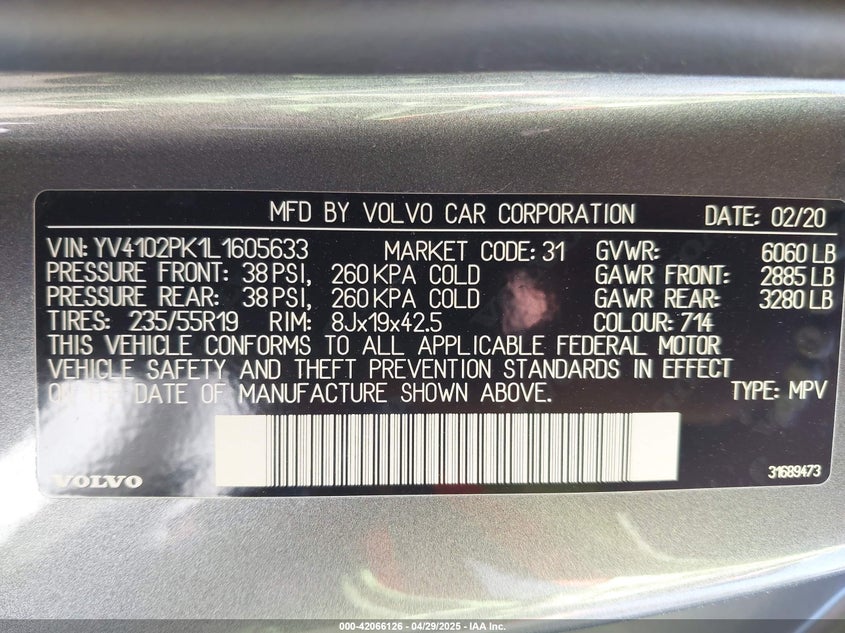 MFD BY VOLVO CAR CORPORATION DATE: 02/20
VIN: YV4102PK1L1605633 MARKET CODE: 31 GVWR: 6060 LB
PRESSURE FRONT: 38 PSI, 260 KPA COLD GAWR FRONT: 2885 LB
PRESSURE REAR: 38 PSI, 260 KPA COLD GAWR REAR: 3280 LB
TIRES: 235/55R19 RIM: 8Jx19x42.5 COLOUR: 714
THIS VEHICLE CONFORMS TO ALL APPLICABLE FEDERAL MOTOR
VEHICLE SAFETY AND THEFT PREVENTION STANDARDS IN EFFECT
ON THE DATE OF MANUFACTURE SHOWN ABOVE. TYPE: MPV
VOLVO 31689473
000-42066126 - 04/29/2025 - IAA Inc.